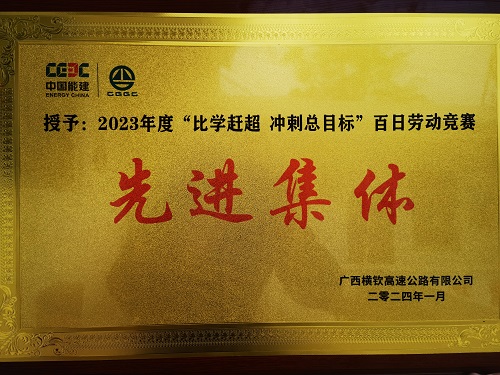 CEEC
中国能建
ENERGY CHINA
CGGC
授予：2023年度“比学赶超 冲刺总目标”百日劳动竞赛
先进集体
广西横钦高速公路有限公司
二零二四年一月